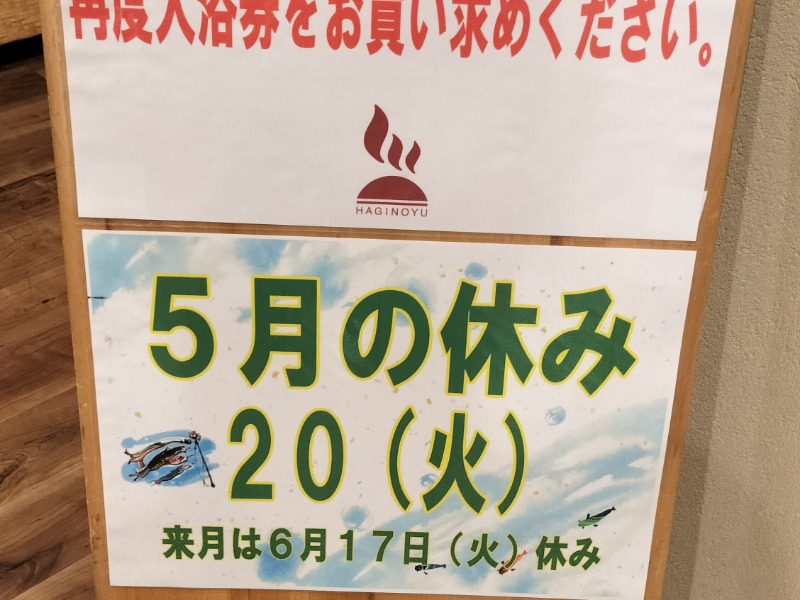 再度入浴券をお買い求めください。
HAGINOYU
５月の休み
２０（火）
来月は６月１７日（火）休み